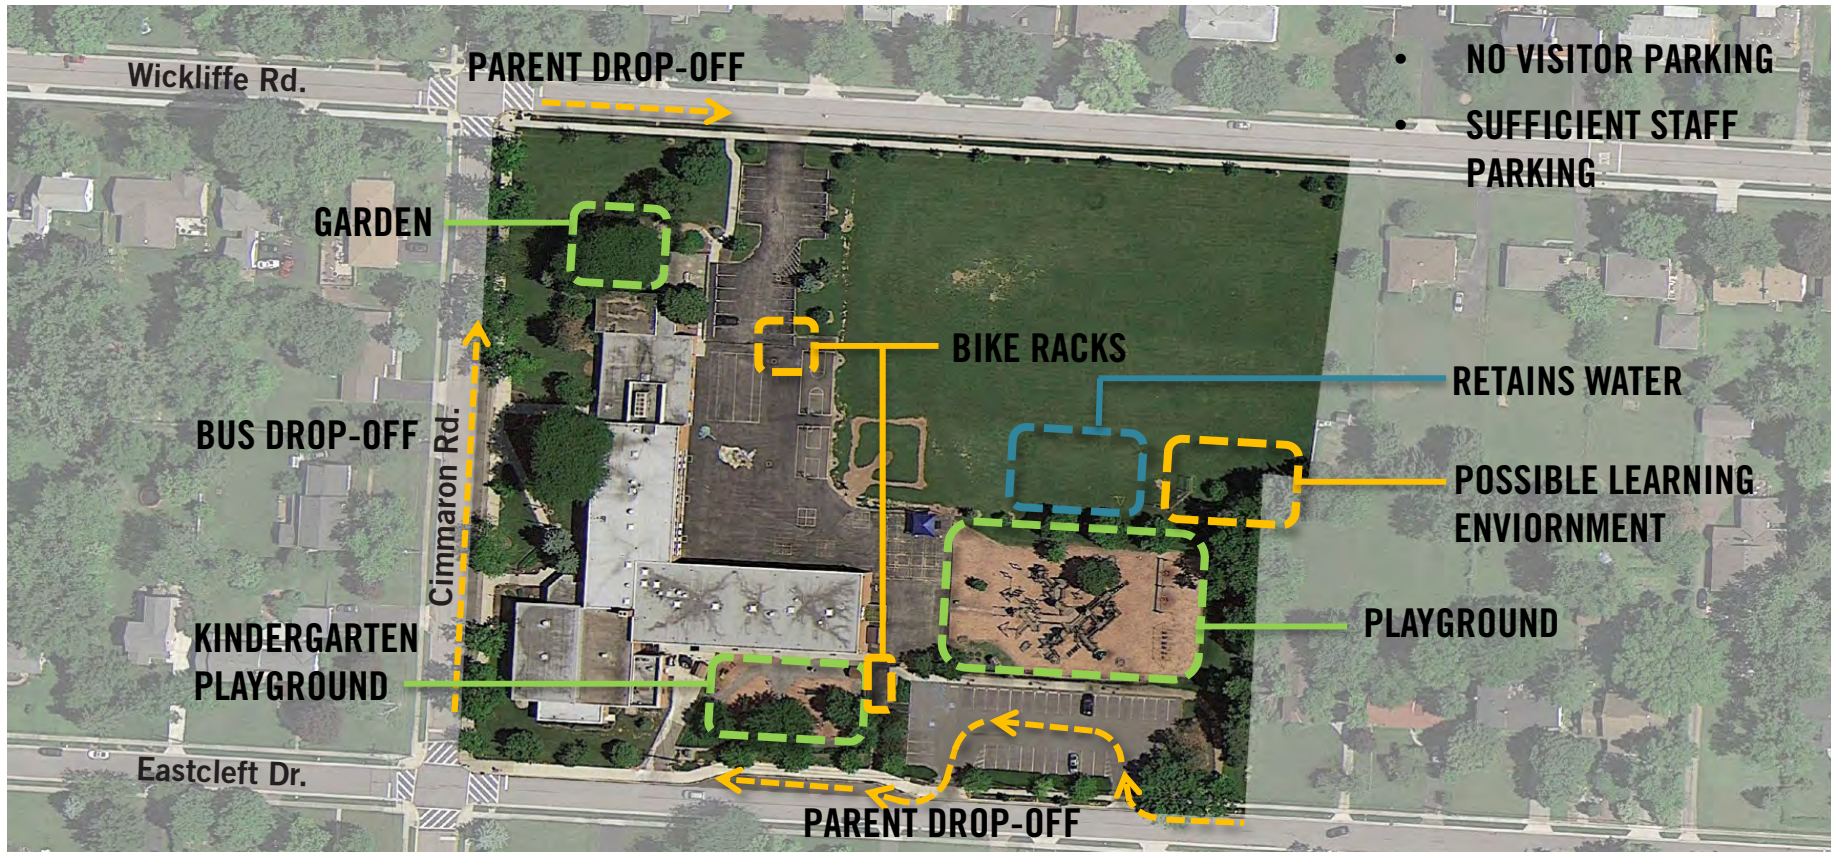 Wickliffe Rd.
PARENT DROP-OFF
• NO VISITOR PARKING
• SUFFICIENT STAFF
PARKING
GARDEN
BIKE RACKS
RETAINS WATER
BUS DROP-OFF
Cimmaron Rd.
POSSIBLE LEARNING
ENVIORNMENT
KINDERGARTEN
PLAYGROUND
PLAYGROUND
Eastcleft Dr.
PARENT DROP-OFF